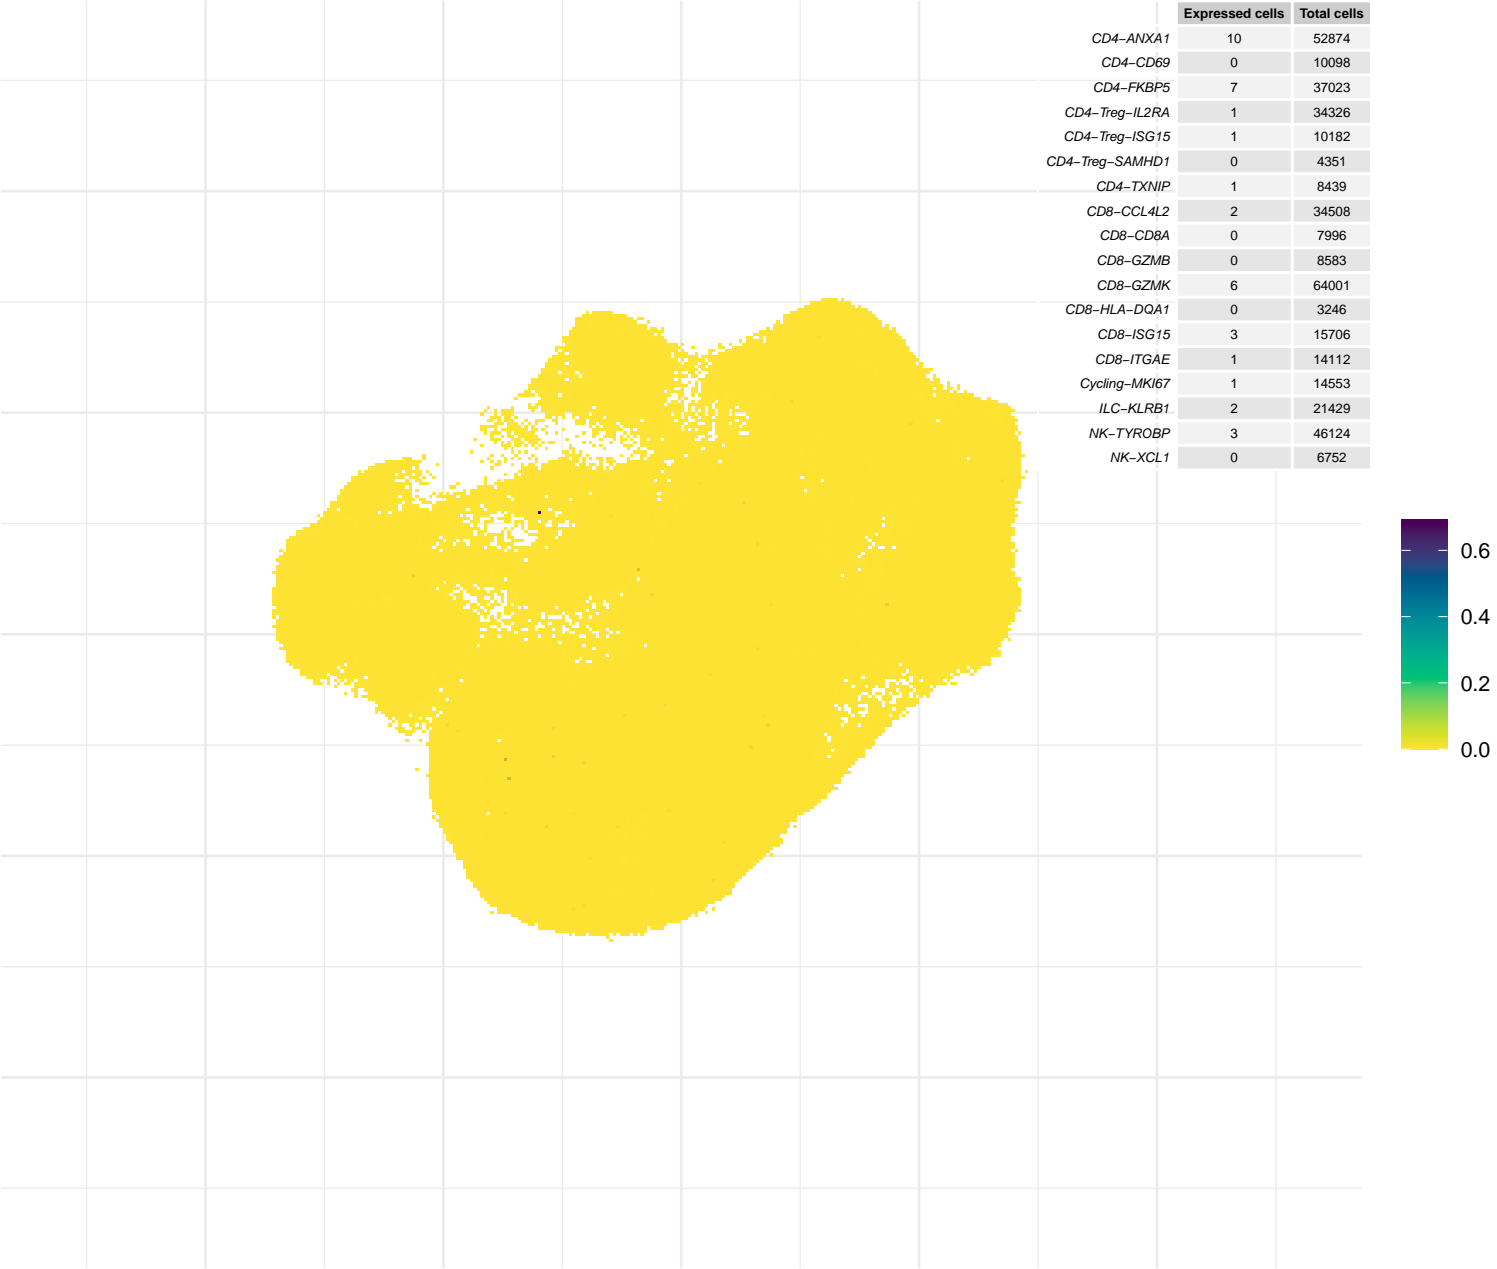 Expressed cells Total cells
CD4−ANXA1 10 52874
CD4−CD69 0 10098
CD4−FKBP5 7 37023
CD4−Treg−IL2RA 1 34326
CD4−Treg−ISG15 1 10182
CD4−Treg−SAMHD1 0 4351
CD4−TXNIP 1 8439
CD8−CCL4L2 2 34508
CD8−CD8A 0 7996
CD8−GZMB 0 8583
CD8−GZMK 6 64001
CD8−HLA−DQA1 0 3246
CD8−ISG15 3 15706
CD8−ITGAE 1 14112
Cycling−MKI67 1 14553
ILC−KLRB1 2 21429
NK−TYROBP 3 46124
NK−XCL1 0 6752
0.6
0.4
0.2
0.0